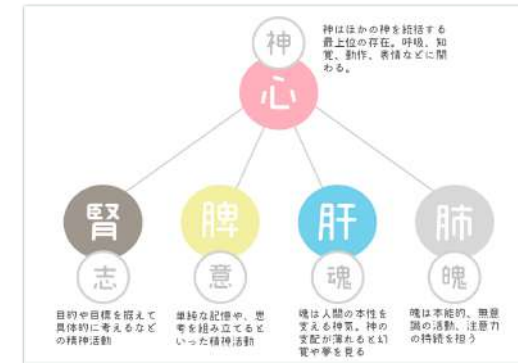 神
神はほかの神を統括する
最上位の存在。呼吸、知
覚、動作、表情などに関
わる。
心
腎
脾
肝
肺
志
意
魂
魄
目的や目標を据えて
具体的に考えるなど
の精神活動
単純な記憶や、思
考を組み立てると
いった精神活動
魂は人間の本性を
支える神気。神の
支配が薄れると幻
覚や夢を見る
魄は本能的、無意
識の活動、注意力
の持続を担う